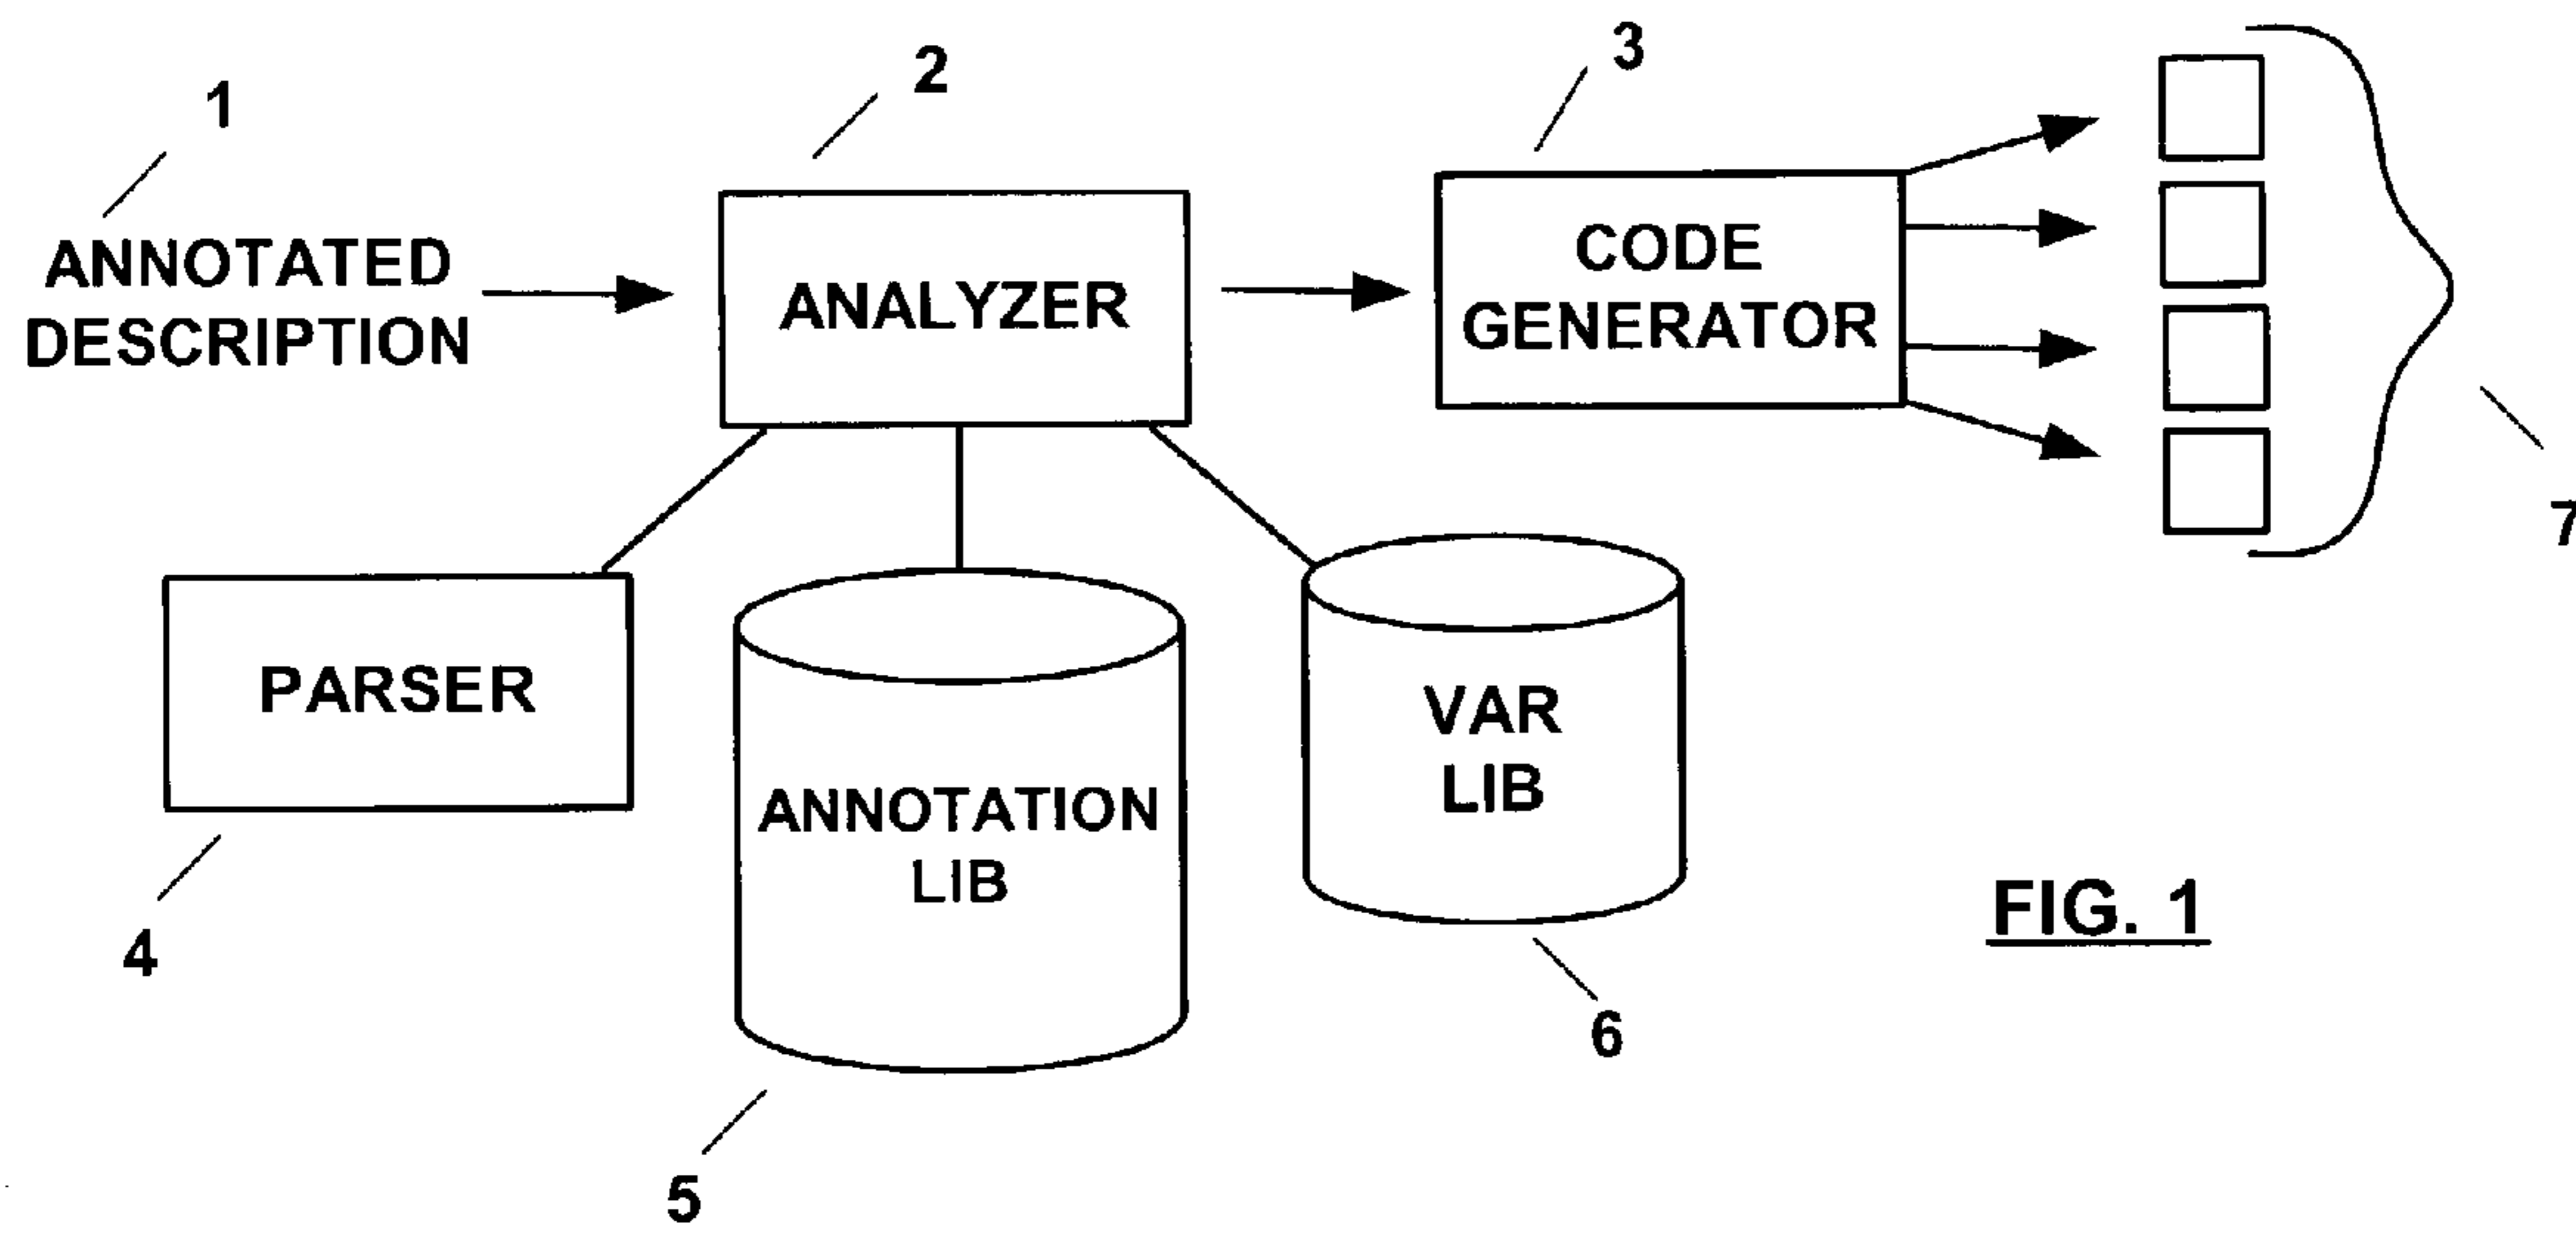 1
2
3
ANNOTATED
DESCRIPTION
ANALYZER
CODE
GENERATOR
7
PARSER
4
ANNOTATION
LIB
5
VAR
LIB
6
FIG. 1